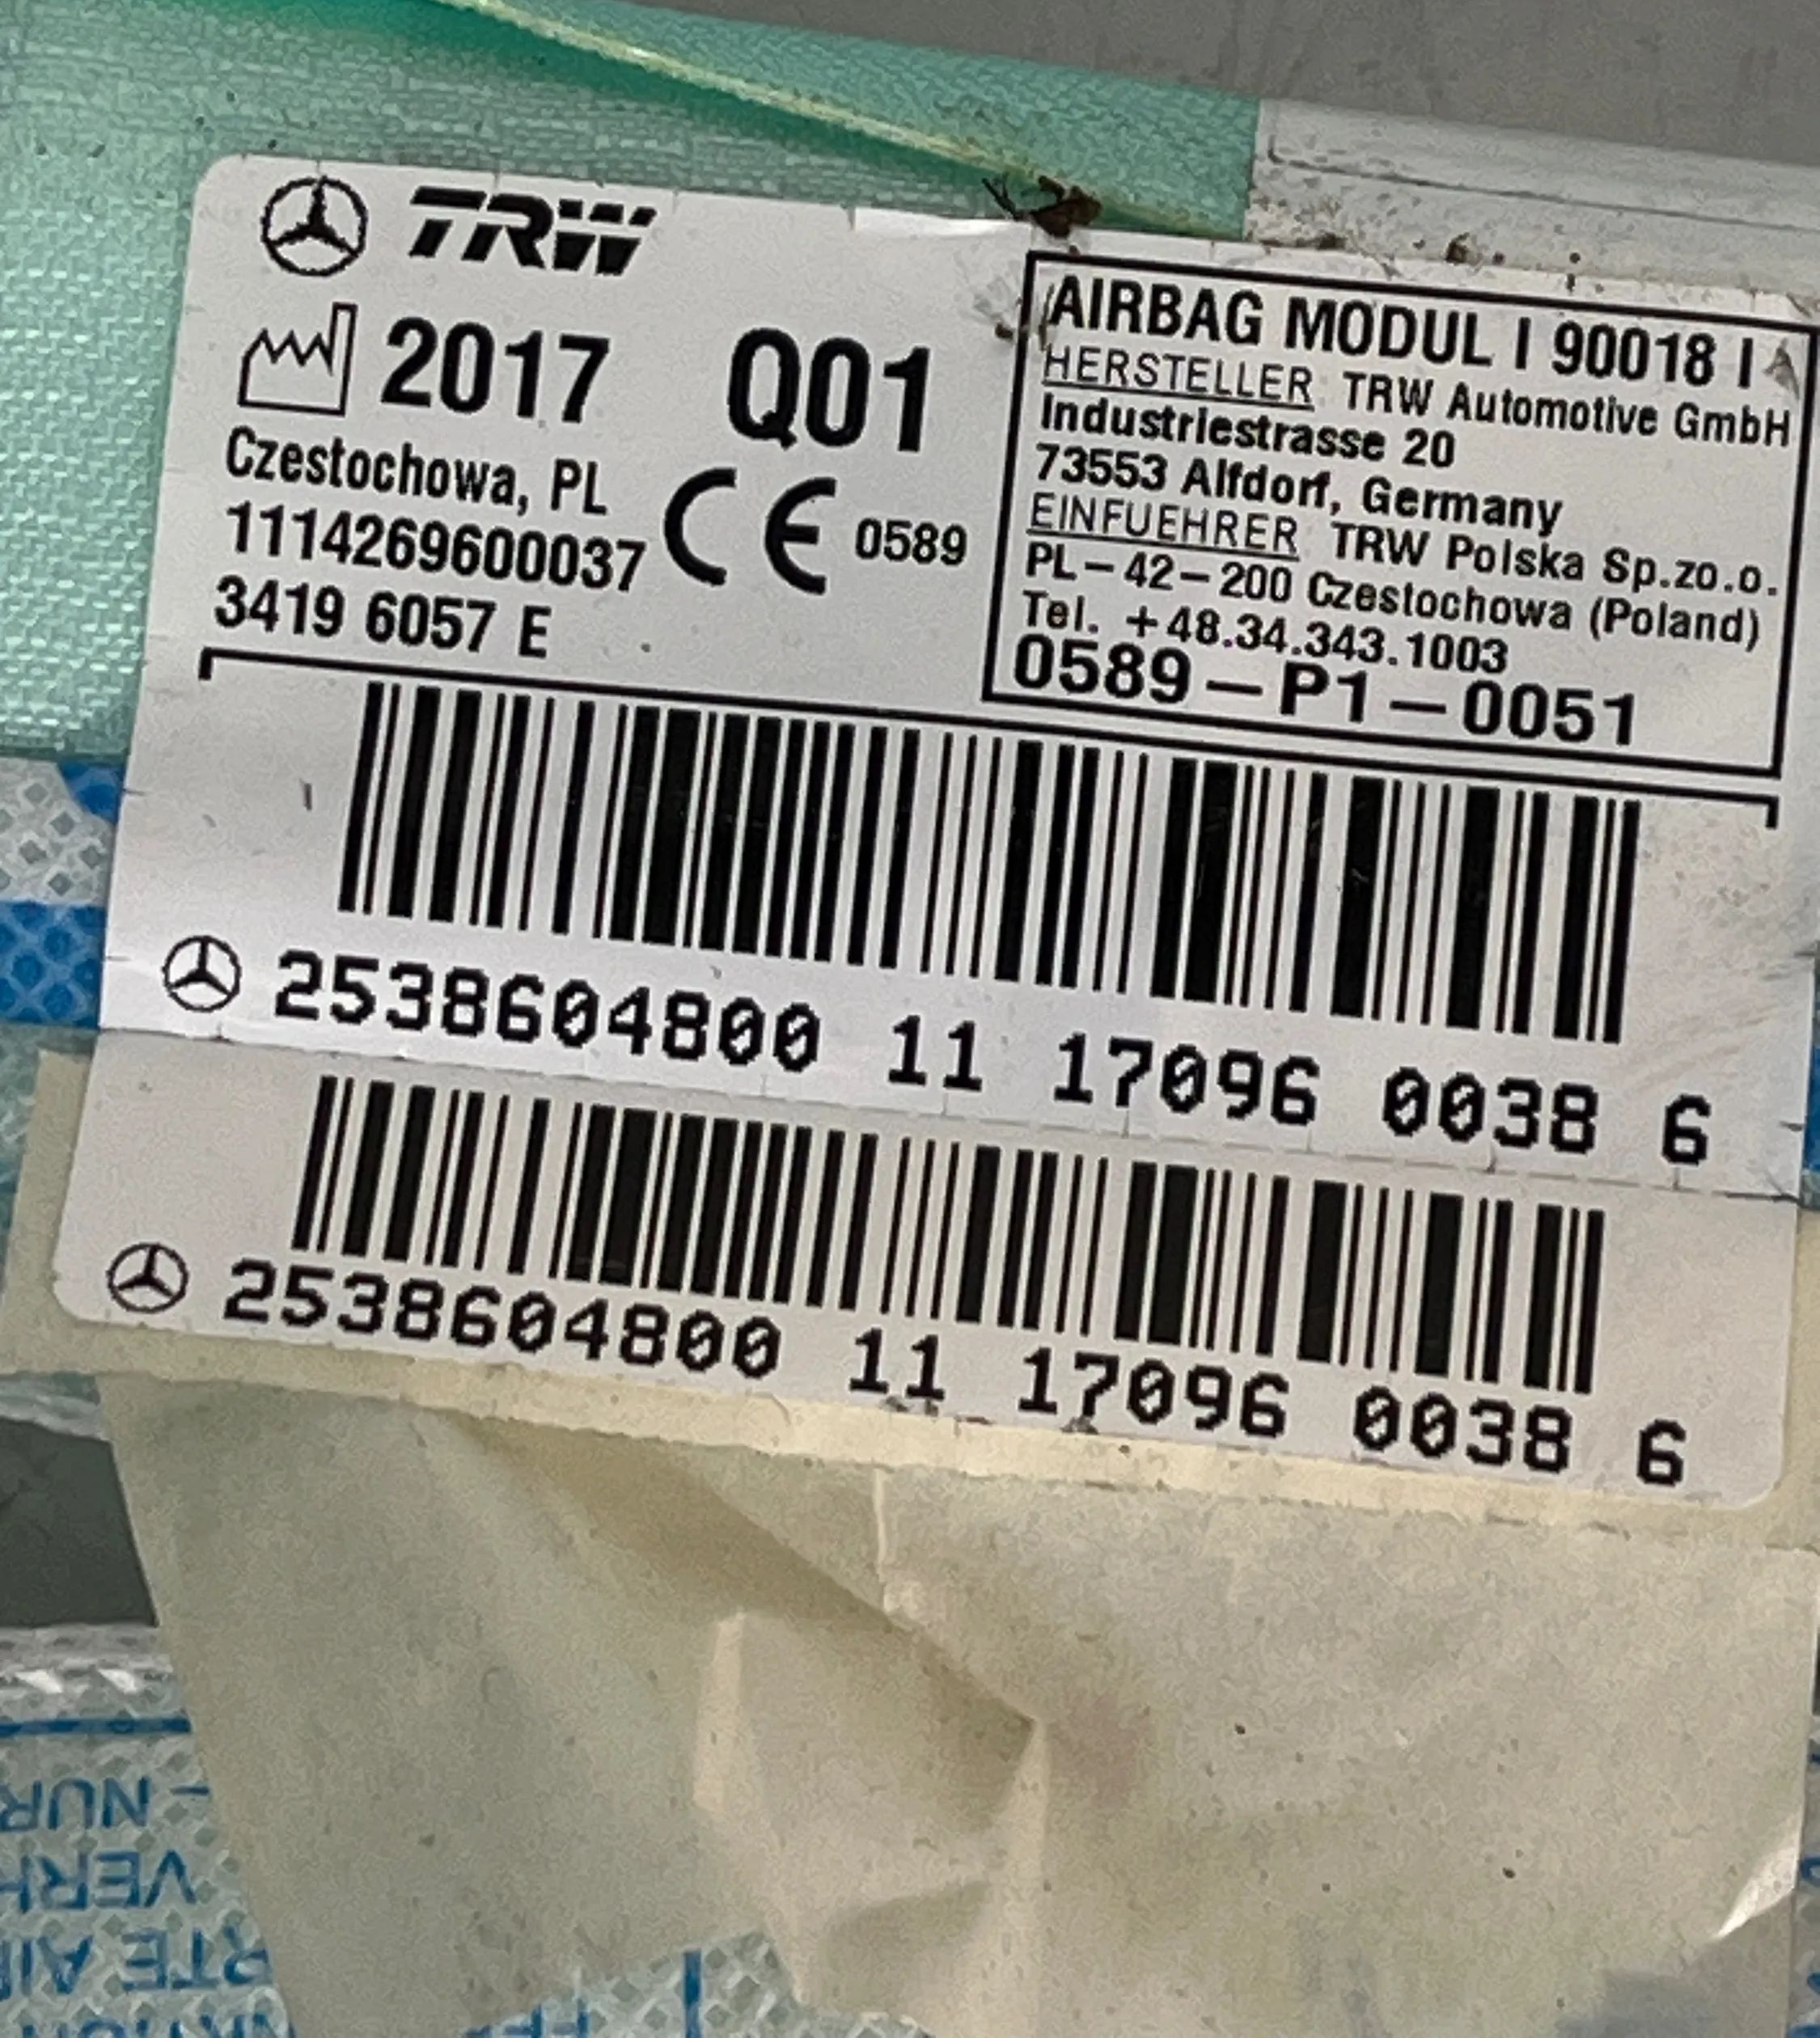 TRW
2017 Q01
Czestochowa, PL
1114269600037
CE 0589
3419 6057 E
AIRBAG MODUL I 90018 I
HERSTELLER TRW Automotive GmbH
Industriestrasse 20
73553 Alfdorf, Germany
EINFUEHRER TRW Polska Sp.zo.o.
PL-42-200 Czestochowa (Poland)
Tel. +48.34.343.1003
0589-P1-0051
2538604800 11 17096 0038 6
2538604800 11 17096 0038 6
- NUR